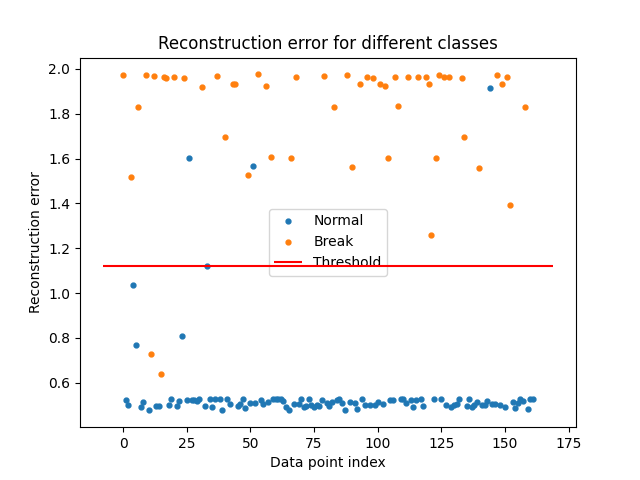 Reconstruction error for different classes
Reconstruction error
2.0
1.8
1.6
1.4
1.2
1.0
0.8
0.6
Normal
Break
Threshold
0 25 50 75 100 125 150 175
Data point index